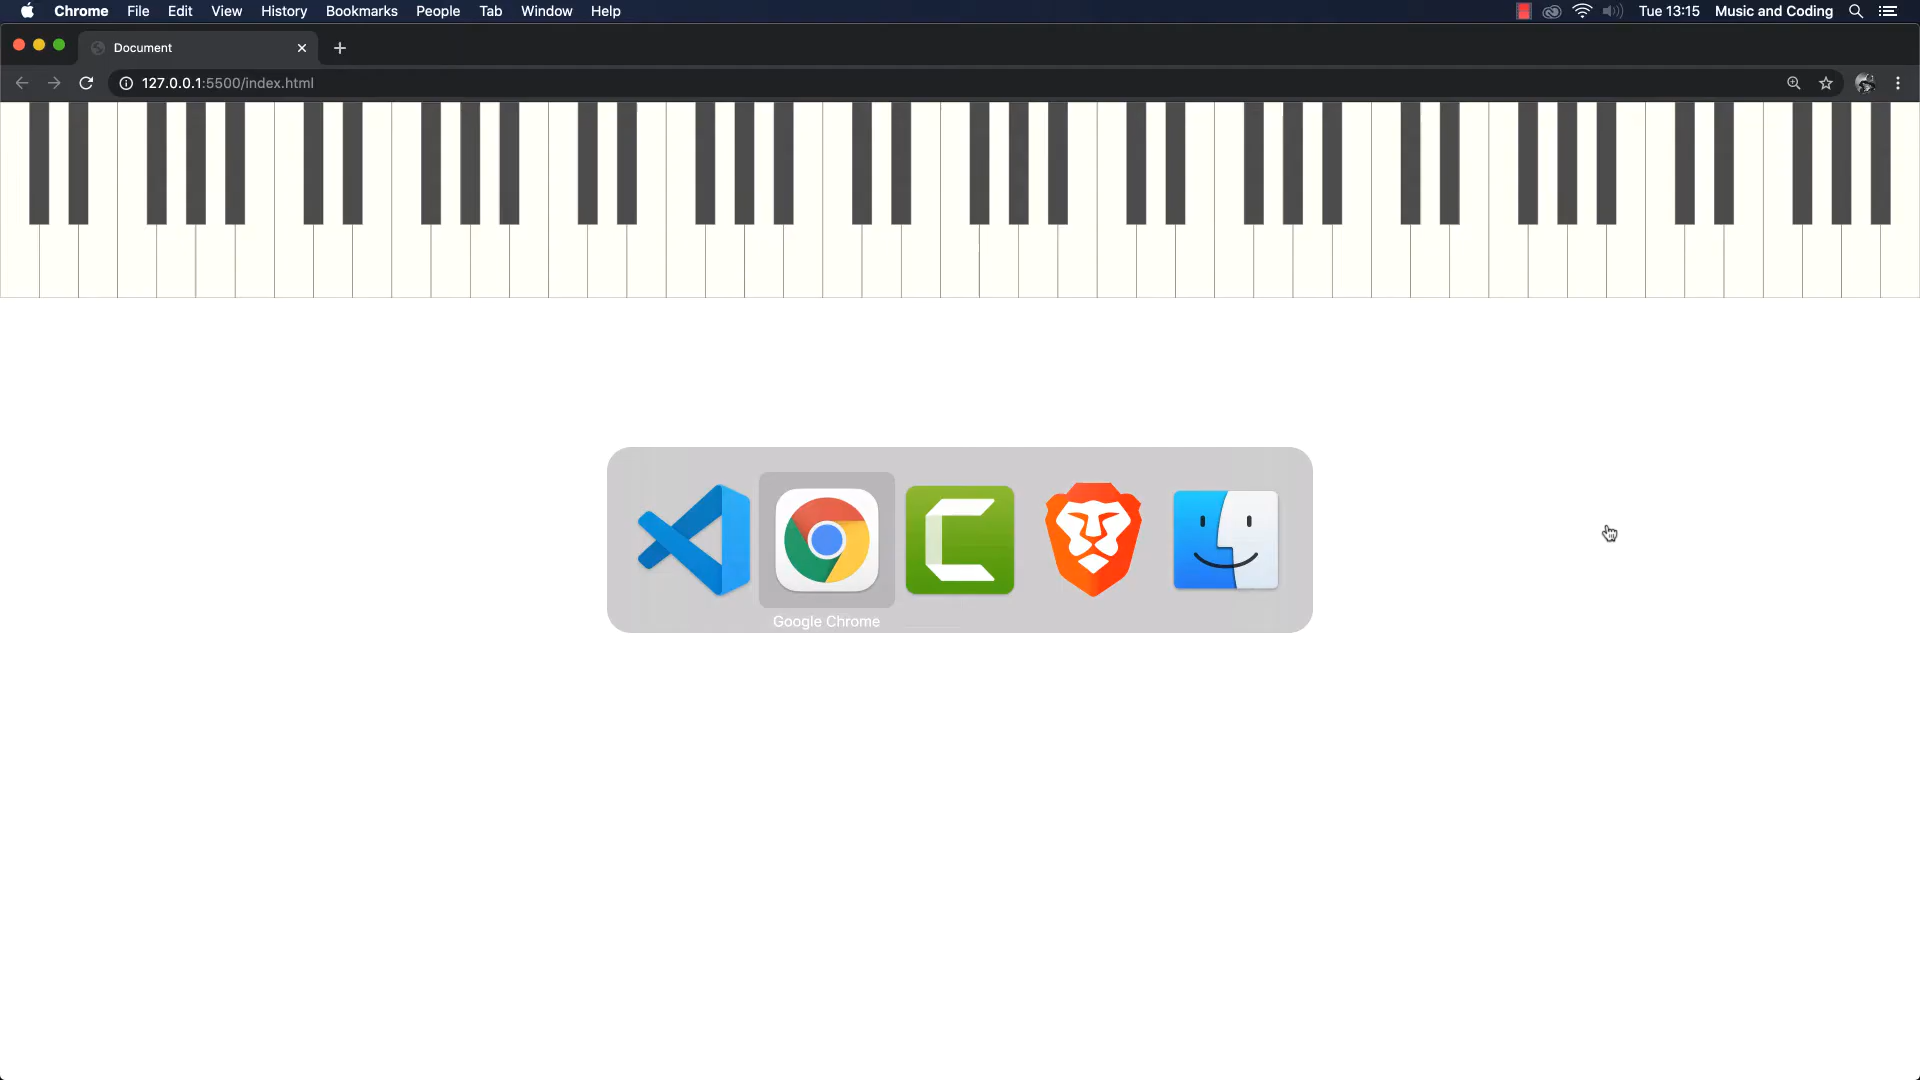 Chrome File Edit View History Bookmarks People Tab Window Help Tue 13:15 Music and Coding
Document
127.0.0.1:5500/index.html
Google Chrome